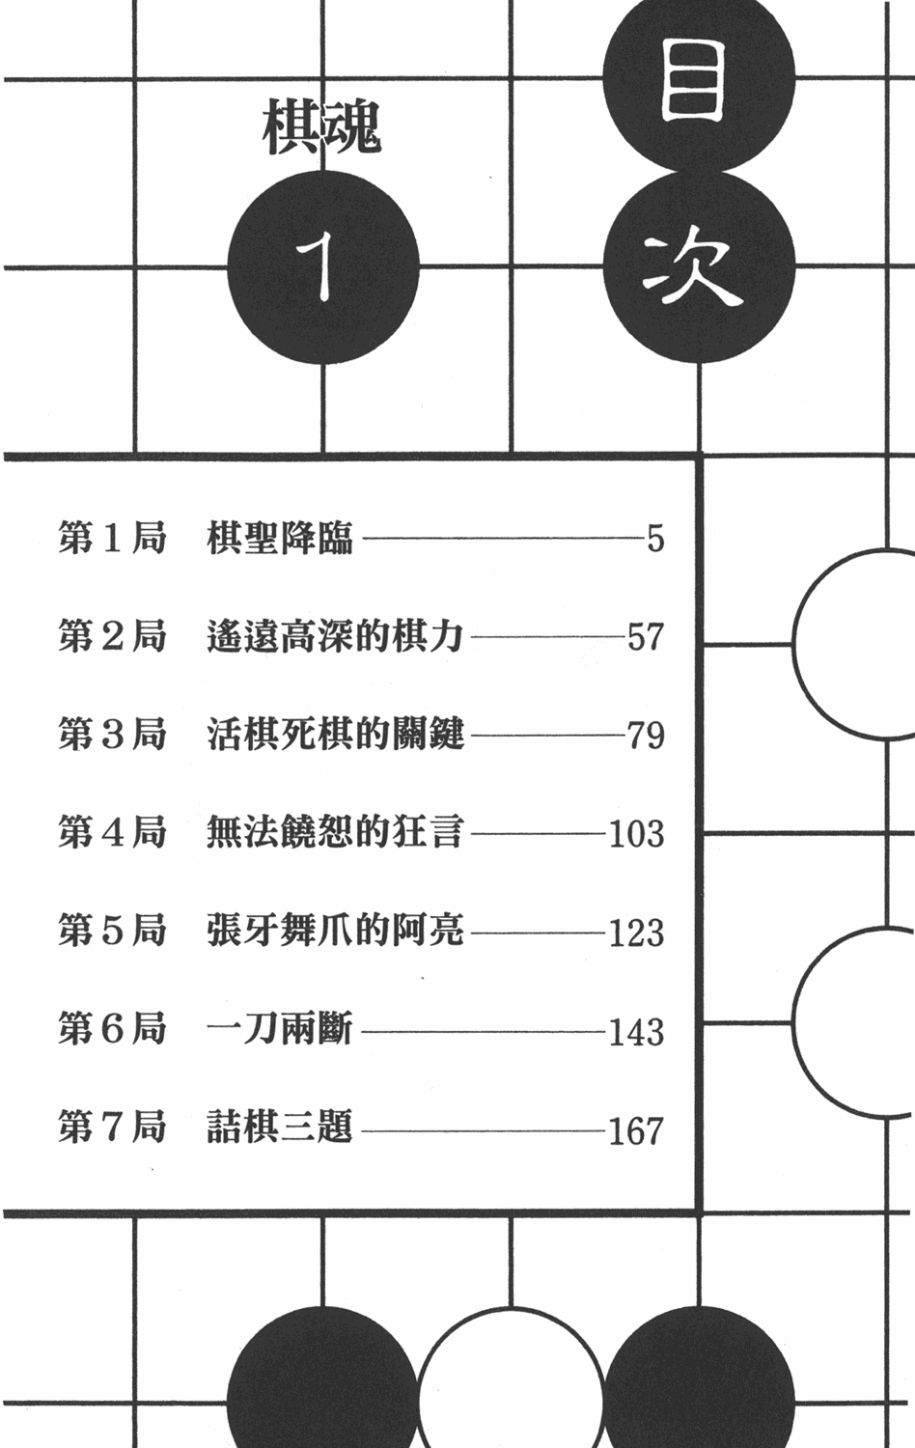 目次
棋魂
1
第1局 棋聖降臨 5
第2局 遙遠高深的棋力 57
第3局 活棋死棋的關鍵 79
第4局 無法饒恕的狂言 103
第5局 張牙舞爪的阿亮 123
第6局 一刀兩斷 143
第7局 詰棋三題 167